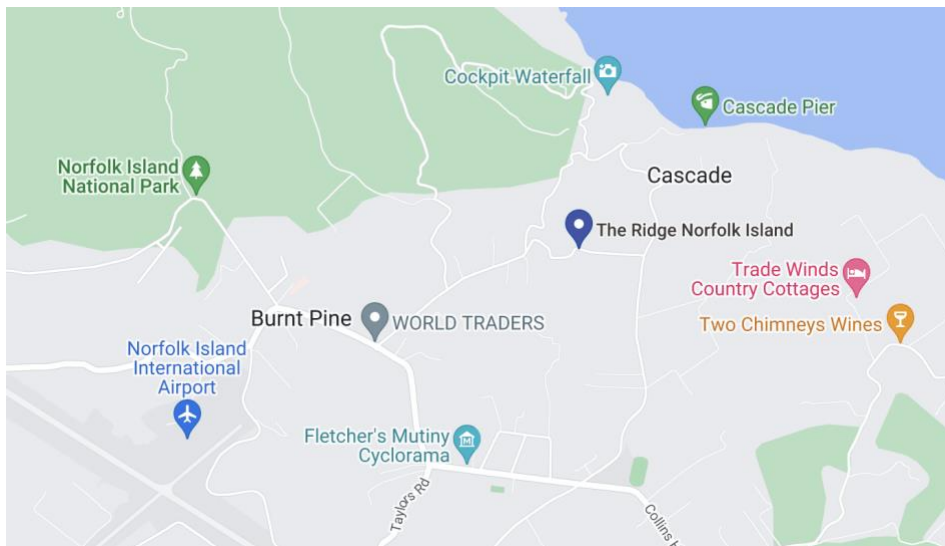 Cockpit Waterfall
Cascade Pier
Norfolk Island
National Park
Cascade
The Ridge Norfolk Island
Trade Winds
Country Cottages
Burnt Pine
WORLD TRADERS
Two Chimneys Wines
Norfolk Island
International
Airport
Fletcher's Mutiny
Cyclorama
Taylors Rd
Collins H